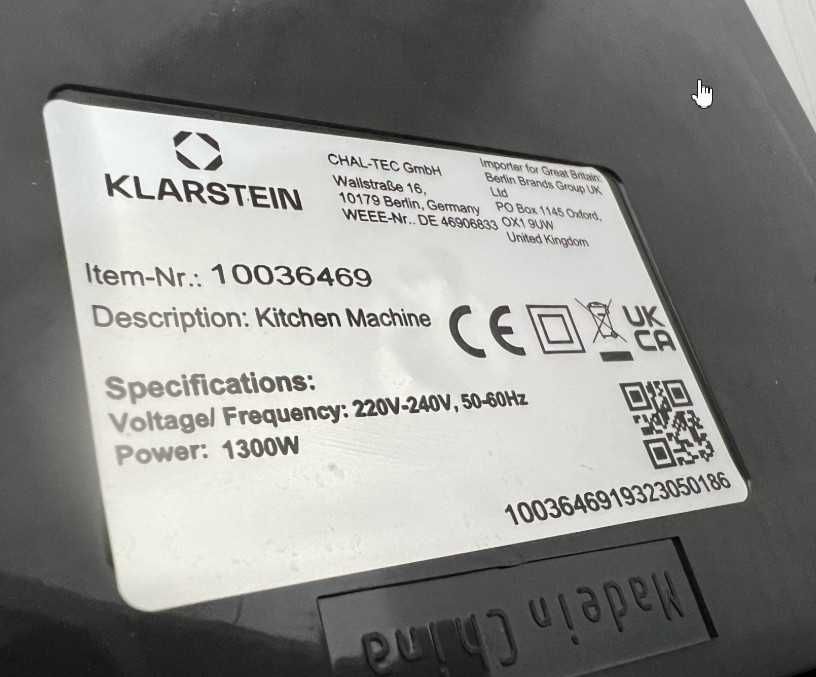 KLARSTEIN
CHAL-TEC GmbH
Wallstraße 16,
10179 Berlin, Germany
WEEE-Nr.. DE 46906833
Importer for Great Britain:
Berlin Brands Group UK
Ltd.
PO Box 1145 Oxford,
OX1 9UW
United Kingdom
Item-Nr.: 10036469
Description: Kitchen Machine
CE
UK
CA
Specifications:
Voltage/ Frequency: 220V-240V, 50-60Hz
Power: 1300W
1003646919323050186
Made in China